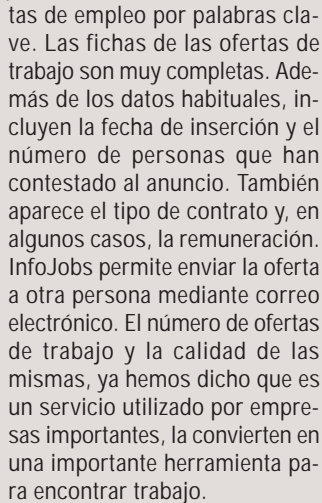 tas de empleo por palabras cla-
ve. Las fichas de las ofertas de
trabajo son muy completas. Ade-
más de los datos habituales, in-
cluyen la fecha de inserción y el
número de personas que han
contestado al anuncio. También
aparece el tipo de contrato y, en
algunos casos, la remuneración.
InfoJobs permite enviar la oferta
a otra persona mediante correo
electrónico. El número de ofertas
de trabajo y la calidad de las
mismas, ya hemos dicho que es
un servicio utilizado por empre-
sas importantes, la convierten en
una importante herramienta pa-
ra encontrar trabajo.